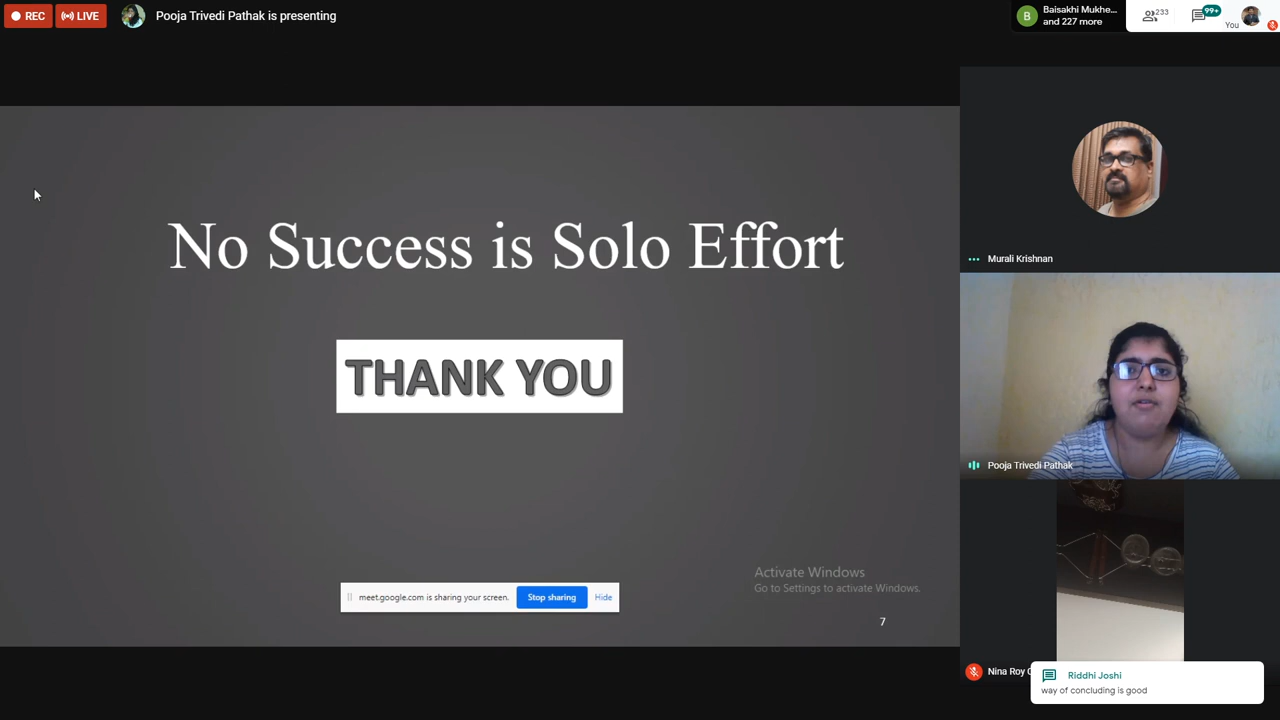 REC
LIVE
Pooja Trivedi Pathak is presenting
B
Baisakhi Mukhe...
and 227 more
233
99+
You
No Success is Solo Effort
THANK YOU
meet.google.com is sharing your screen.
Stop sharing
Hide
Activate Windows
Go to Settings to activate Windows.
7
Murali Krishnan
Pooja Trivedi Pathak
Nina Roy
Riddhi Joshi
way of concluding is good